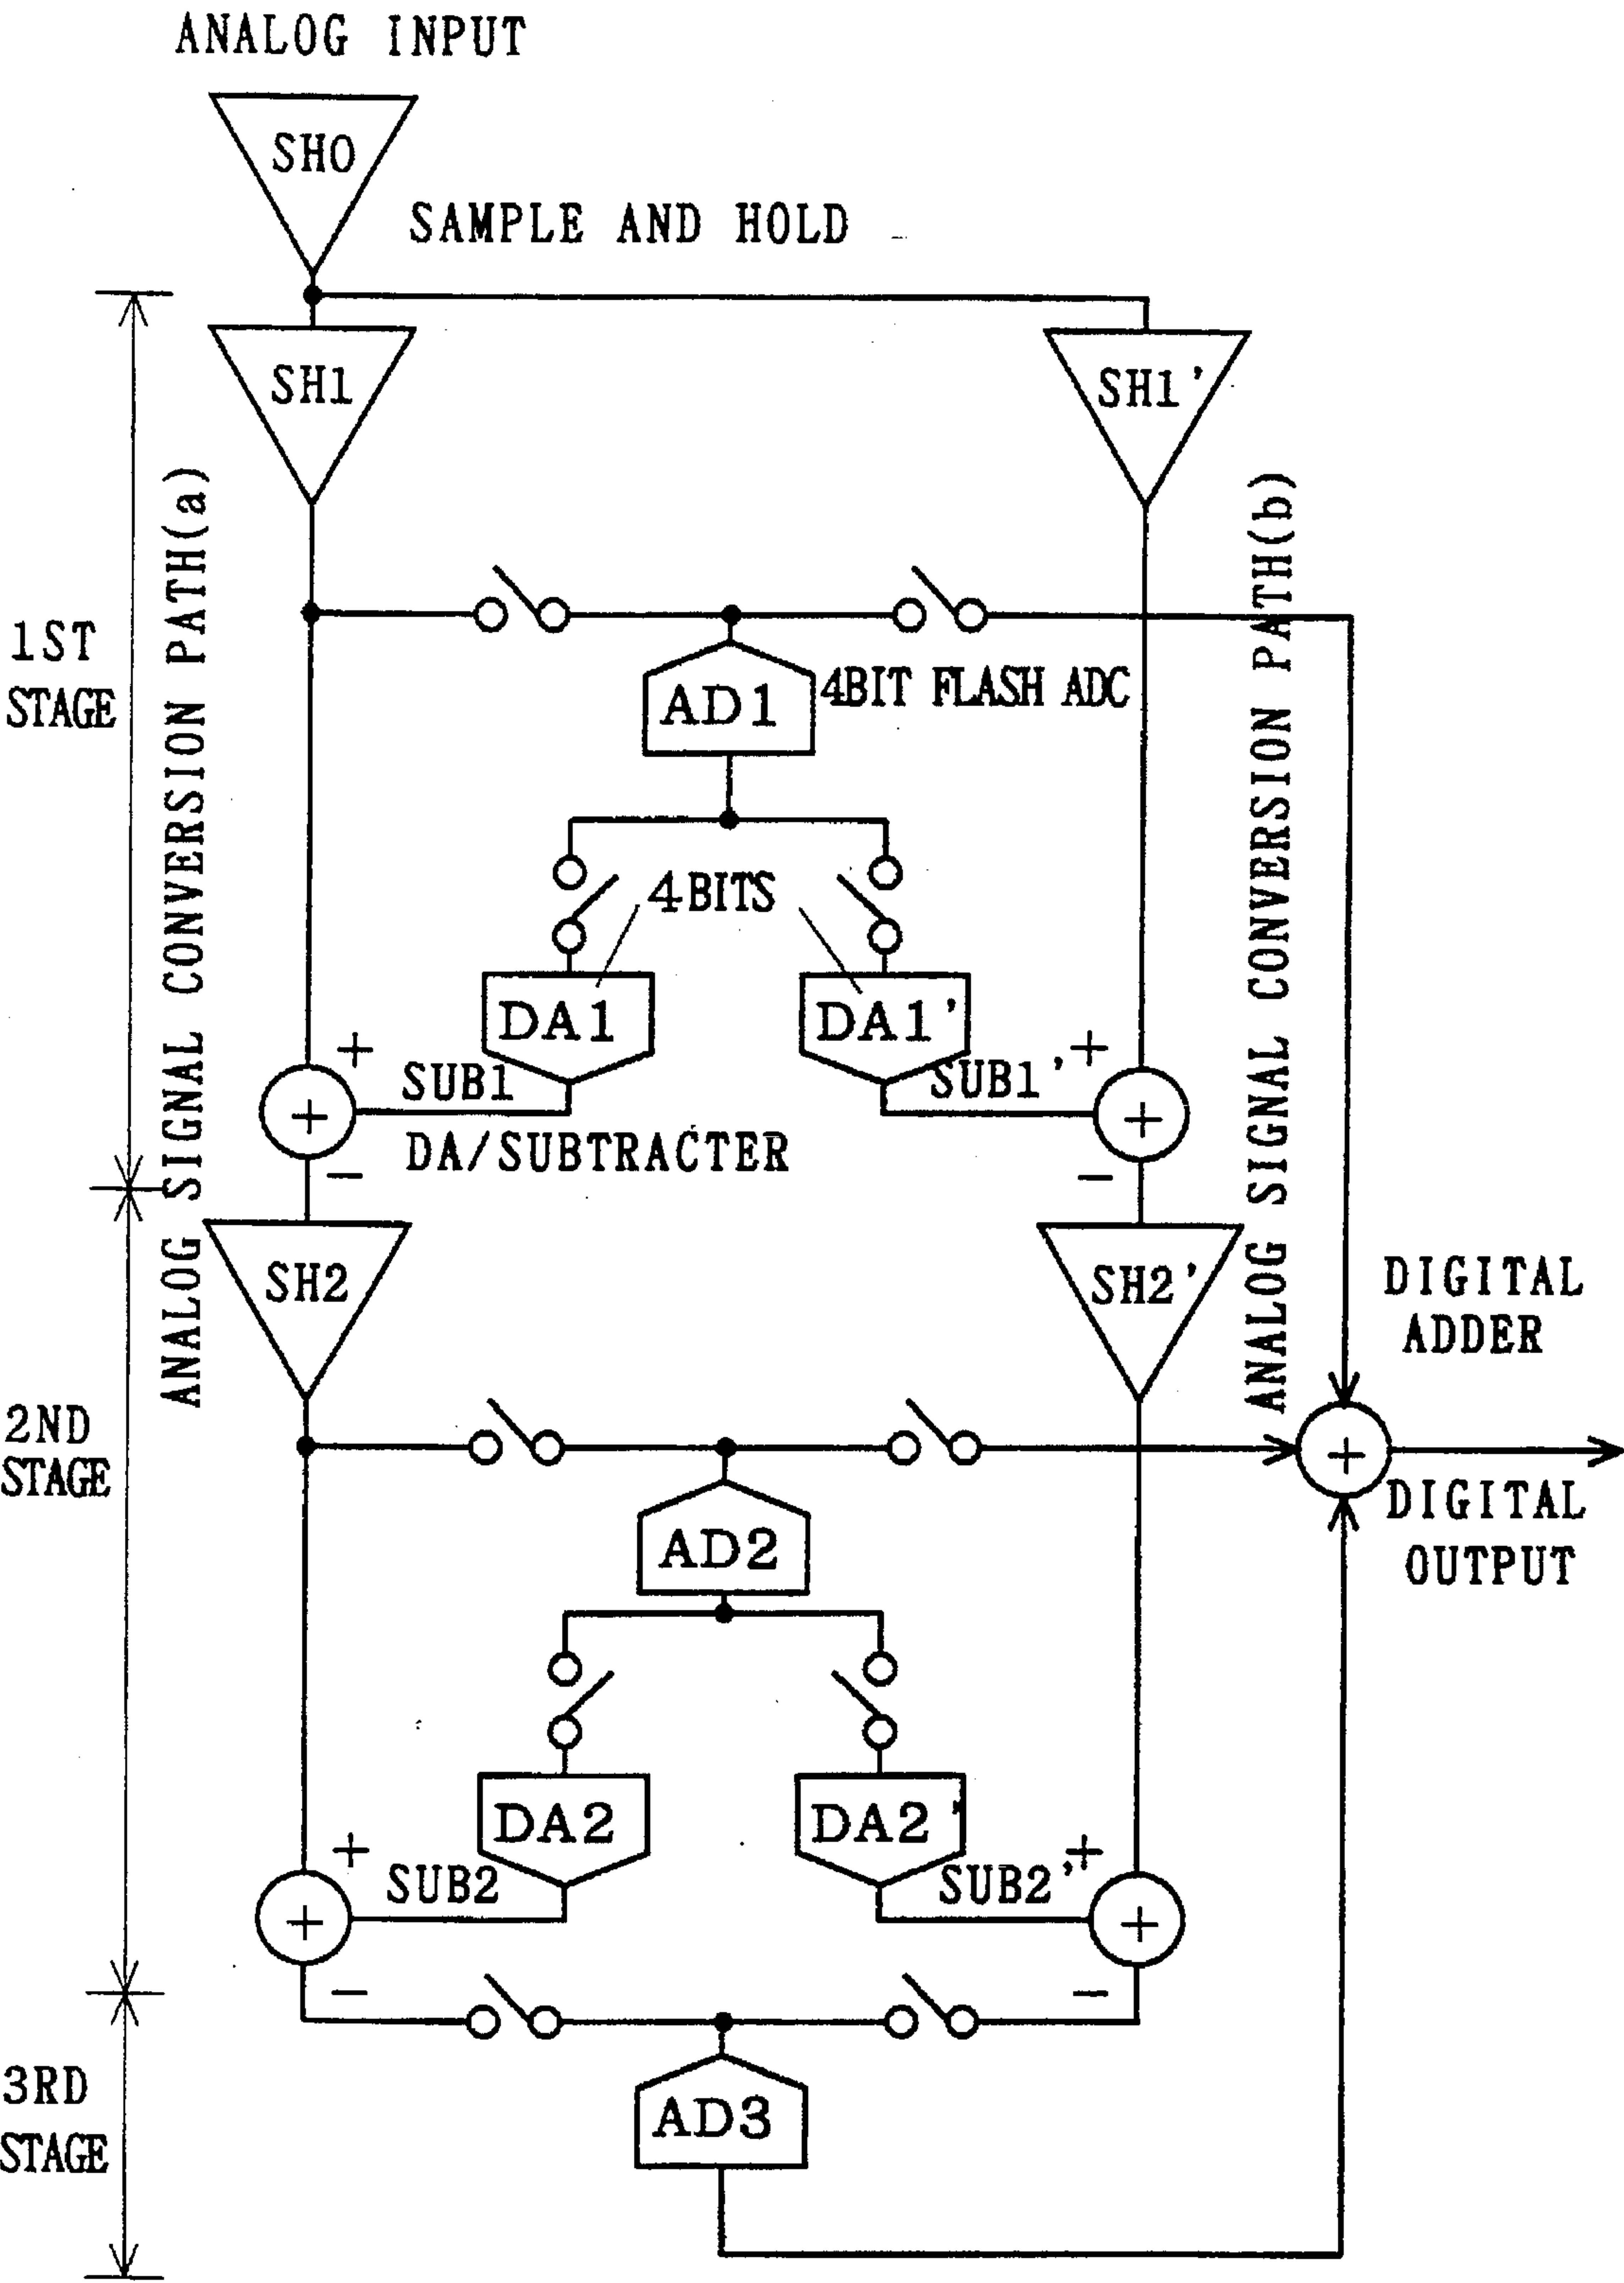 ANALOG INPUT
SH0
SAMPLE AND HOLD
SH1
SH1'
ANALOG SIGNAL CONVERSION PATH(a)
ANALOG SIGNAL CONVERSION PATH(b)
1ST
STAGE
AD1
4BIT FLASH ADC
4BITS
DA1
DA1'
+
SUB1
SUB1'
+
+
+
DA/SUBTRACTER
−
−
SH2
SH2'
DIGITAL
ADDER
2ND
STAGE
+
AD2
DIGITAL
OUTPUT
DA2
DA2'
+
SUB2
SUB2'
+
+
+
−
−
3RD
STAGE
AD3